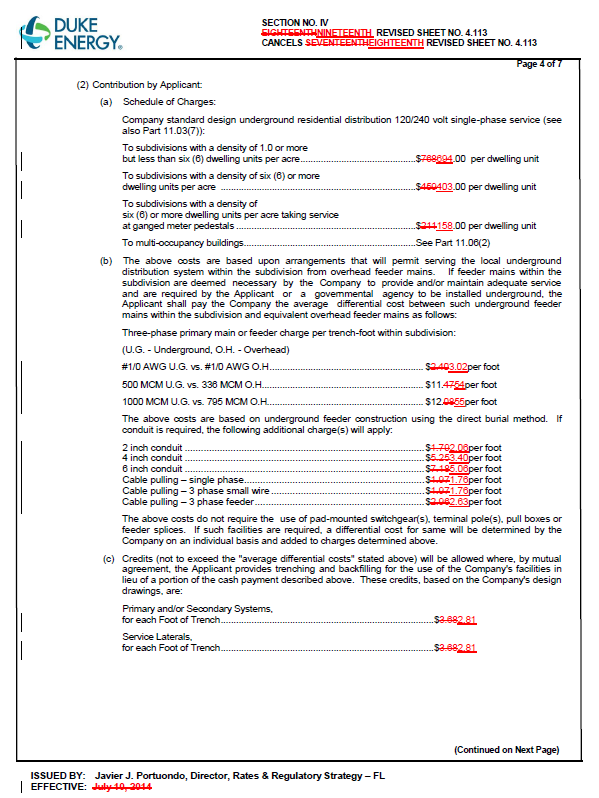 DUKE
ENERGY®
SECTION NO. IV
EIGHTEENTHNINETEENTH REVISED SHEET NO. 4.113
CANCELS SEVENTEENTHEIGHTEENTH REVISED SHEET NO. 4.113
Page 4 of 7
(2) Contribution by Applicant:
(a) Schedule of Charges:
Company standard design underground residential distribution 120/240 volt single-phase service (see
also Part 11.03(7)):
To subdivisions with a density of 1.0 or more
but less than six (6) dwelling units per acre..........$768694.00 per dwelling unit
To subdivisions with a density of six (6) or more
dwelling units per acre ..........$459403.00 per dwelling unit
To subdivisions with a density of
six (6) or more dwelling units per acre taking service
at ganged meter pedestals ..........$211158.00 per dwelling unit
To multi-occupancy buildings..........See Part 11.06(2)
(b) The above costs are based upon arrangements that will permit serving the local underground
distribution system within the subdivision from overhead feeder mains. If feeder mains within the
subdivision are deemed necessary by the Company to provide and/or maintain adequate service
and are required by the Applicant or a governmental agency to be installed underground, the
Applicant shall pay the Company the average differential cost between such underground feeder
mains within the subdivision and equivalent overhead feeder mains as follows:
Three-phase primary main or feeder charge per trench-foot within subdivision:
(U.G. - Underground, O.H. - Overhead)
#1/0 AWG U.G. vs. #1/0 AWG O.H.......... $2.493.02per foot
500 MCM U.G. vs. 336 MCM O.H.......... $11.4754per foot
1000 MCM U.G. vs. 795 MCM O.H.......... $12.0855per foot
The above costs are based on underground feeder construction using the direct burial method. If
conduit is required, the following additional charge(s) will apply:
2 inch conduit .......... $1.702.06per foot
4 inch conduit .......... $5.253.40per foot
6 inch conduit .......... $7.185.06per foot
Cable pulling – single phase.......... $1.971.76per foot
Cable pulling – 3 phase small wire .......... $1.971.76per foot
Cable pulling – 3 phase feeder.......... $2.962.63per foot
The above costs do not require the use of pad-mounted switchgear(s), terminal pole(s), pull boxes or
feeder splices. If such facilities are required, a differential cost for same will be determined by the
Company on an individual basis and added to charges determined above.
(c) Credits (not to exceed the "average differential costs" stated above) will be allowed where, by mutual
agreement, the Applicant provides trenching and backfilling for the use of the Company's facilities in
lieu of a portion of the cash payment described above. These credits, based on the Company's design
drawings, are:
Primary and/or Secondary Systems,
for each Foot of Trench..........$3.682.81
Service Laterals,
for each Foot of Trench..........$3.682.81
(Continued on Next Page)
ISSUED BY: Javier J. Portuondo, Director, Rates & Regulatory Strategy – FL
EFFECTIVE: July 10, 2014